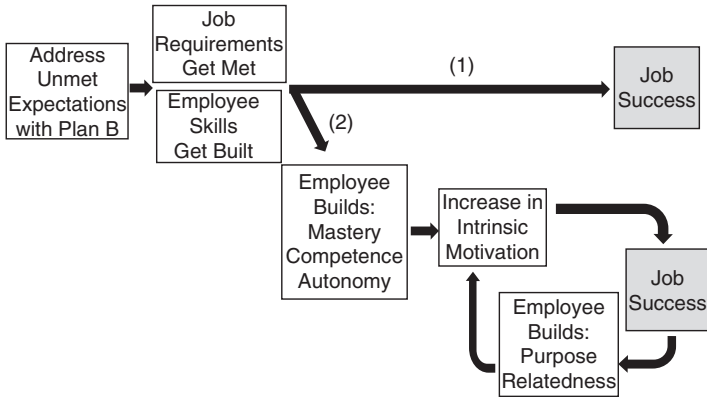 Address
Unmet
Expectations
with Plan B
Job
Requirements
Get Met
Employee
Skills
Get Built
(1)
Job
Success
(2)
Employee
Builds:
Mastery
Competence
Autonomy
Increase in
Intrinsic
Motivation
Job
Success
Employee
Builds:
Purpose
Relatedness